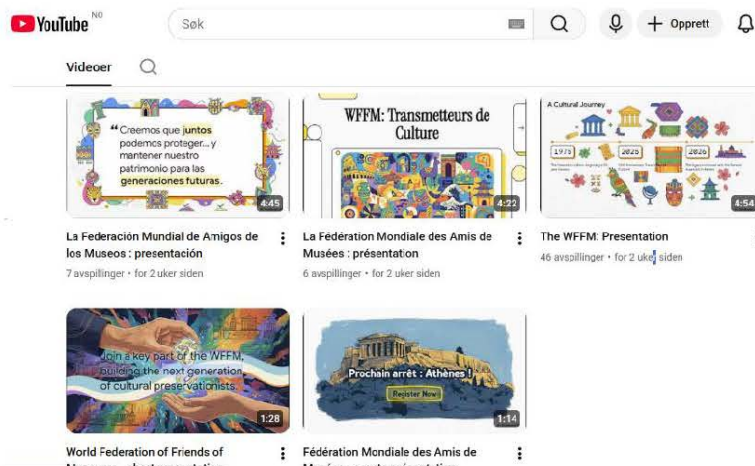 YouTube NO
Søk
Opprett
Videoer
“Creemos que juntos
podemos proteger... y
mantener nuestro
patrimonio para las
generaciones futuras.
4:45
WFFM: Transmetteurs de
Culture
4:22
A Cultural Journey
1975
2025
2026
4:54
La Federación Mundial de Amigos de
los Museos : presentación
7 avspillinger • for 2 uker siden
La Fédération Mondiale des Amis de
Musées : présentation
6 avspillinger • for 2 uker siden
The WFFM: Presentation
46 avspillinger • for 2 uker siden
Join a key part of the WFFM,
building the next generation
of cultural preservationists.
1:28
Prochain arrêt : Athènes !
Register Now
1:14
World Federation of Friends of
Fédération Mondiale des Amis de